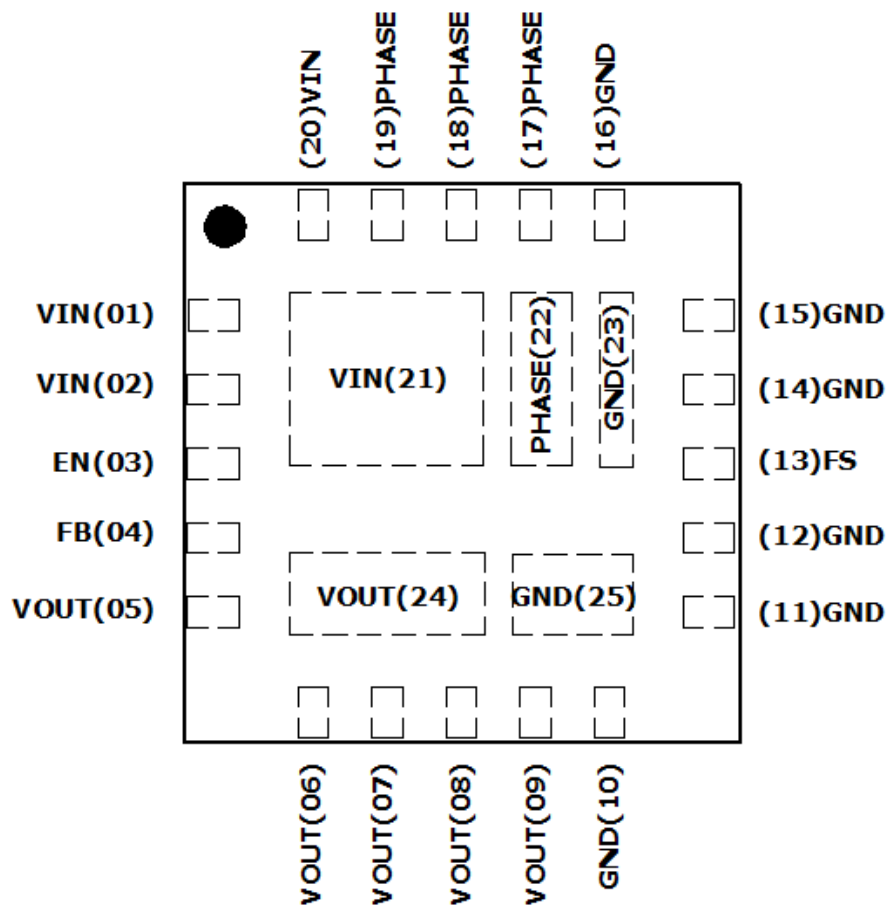 (20)VIN
(19)PHASE
(18)PHASE
(17)PHASE
(16)GND
VIN(01)
VIN(02)
EN(03)
FB(04)
VOUT(05)
VIN(21)
PHASE(22)
GND(23)
VOUT(24)
GND(25)
(15)GND
(14)GND
(13)FS
(12)GND
(11)GND
VOUT(06)
VOUT(07)
VOUT(08)
VOUT(09)
GND(10)